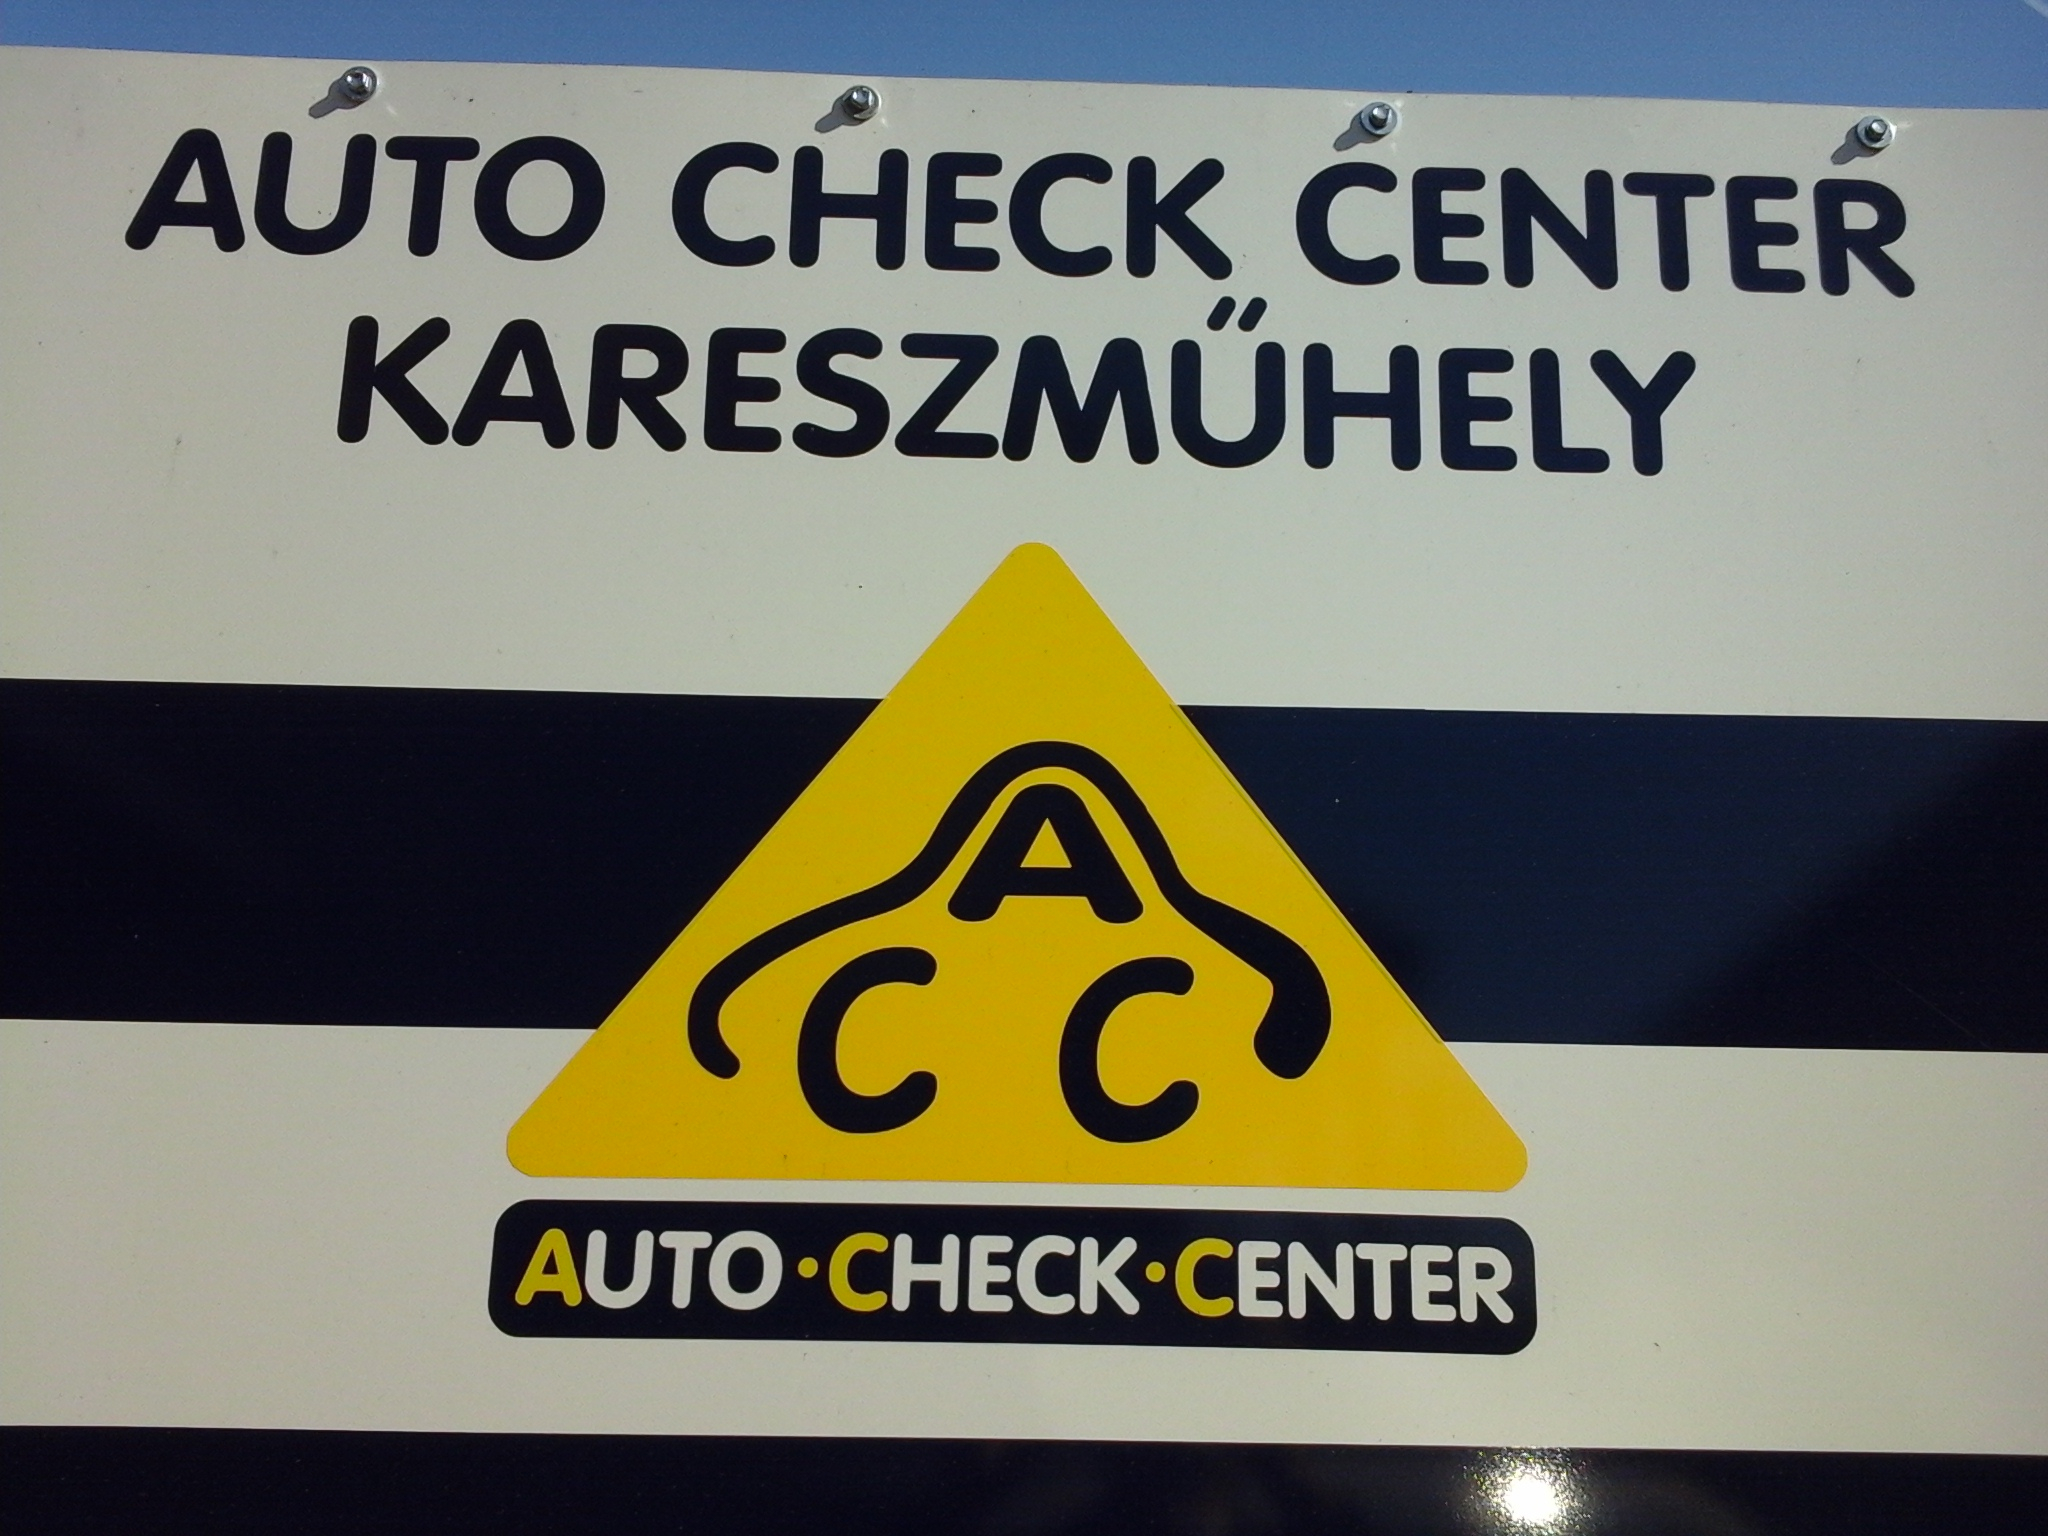 AUTO CHECK CENTER
KARESZMŰHELY
A
C C
AUTO·CHECK·CENTER